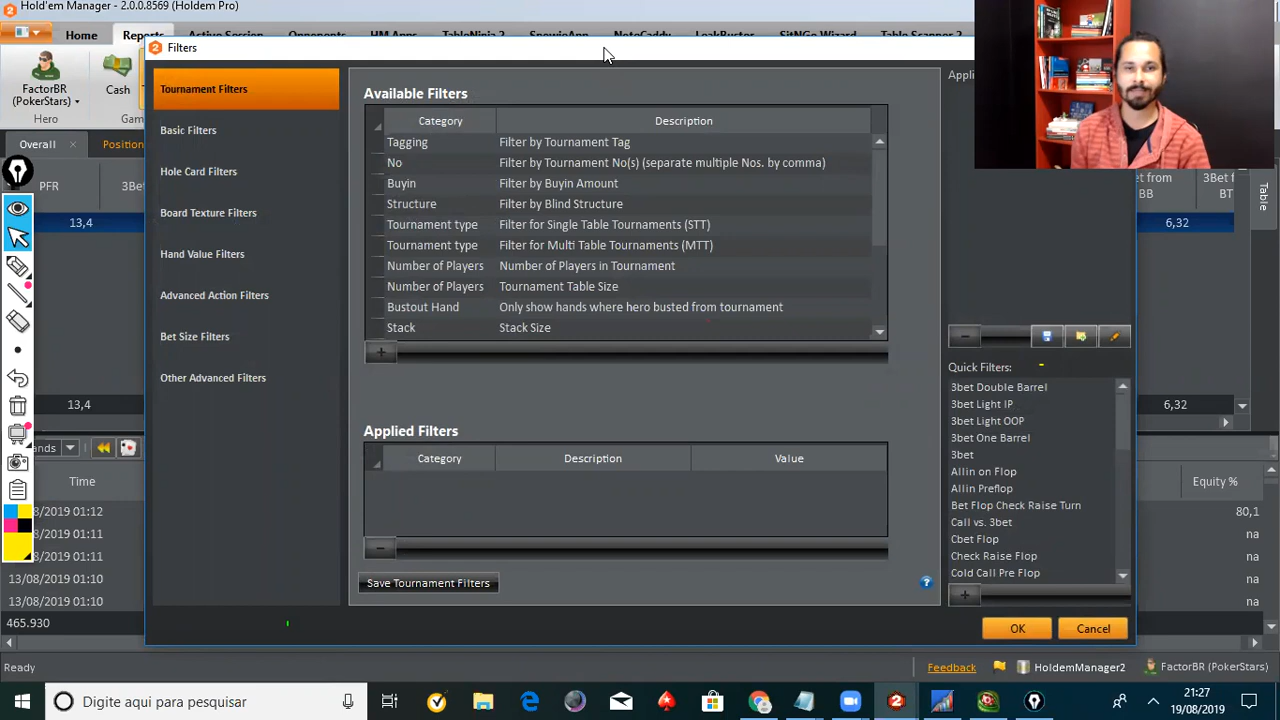 Hold'em Manager - 2.0.0.8569 (Holdem Pro)
Home Reports Active Session Opponents HM Apps TableNinja 2 SpewieApp NoteCaddy LeakBuster SitNGo Wizard Table Scanner 2
Filters
FactorBR
(PokerStars)
Hero
Cash
Overall
Position
PFR
13,4
13,4
Tournament Filters
Basic Filters
Hole Card Filters
Board Texture Filters
Hand Value Filters
Advanced Action Filters
Bet Size Filters
Other Advanced Filters
Available Filters
Category Description
Tagging Filter by Tournament Tag
No Filter by Tournament No(s) (separate multiple Nos. by comma)
Buyin Filter by Buyin Amount
Structure Filter by Blind Structure
Tournament type Filter for Single Table Tournaments (STT)
Tournament type Filter for Multi Table Tournaments (MTT)
Number of Players Number of Players in Tournament
Number of Players Tournament Table Size
Bustout Hand Only show hands where hero busted from tournament
Stack Stack Size
Applied Filters
Category Description Value
Save Tournament Filters
Quick Filters:
3bet Double Barrel
3bet Light IP
3bet Light OOP
3bet One Barrel
3bet
Allin on Flop
Allin Preflop
Bet Flop Check Raise Turn
Call vs. 3bet
Cbet Flop
Check Raise Flop
Cold Call Pre Flop
OK Cancel
3Bet from
BT
BB
Table
6,32
6,32
Time
Equity %
/08/2019 01:12 80,1
/08/2019 01:11 na
13/08/2019 01:10 na
13/08/2019 01:10 na
465.930
Ready
Feedback HoldemManager2 FactorBR (PokerStars)
Digite aqui para pesquisar
21:27
19/08/2019